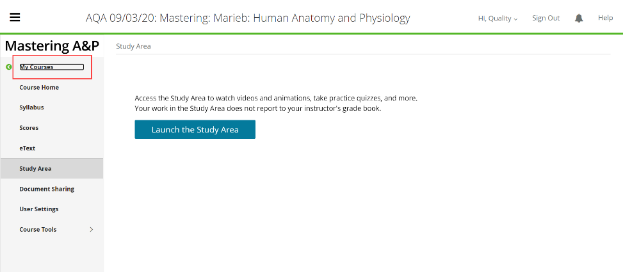 AQA 09/03/20: Mastering: Marieb: Human Anatomy and Physiology
Hi, Quality
Sign Out
Help
Mastering A&P
Study Area
My Courses
Course Home
Syllabus
Scores
eText
Study Area
Document Sharing
User Settings
Course Tools
Access the Study Area to watch videos and animations, take practice quizzes, and more.
Your work in the Study Area does not report to your instructor's grade book.
Launch the Study Area